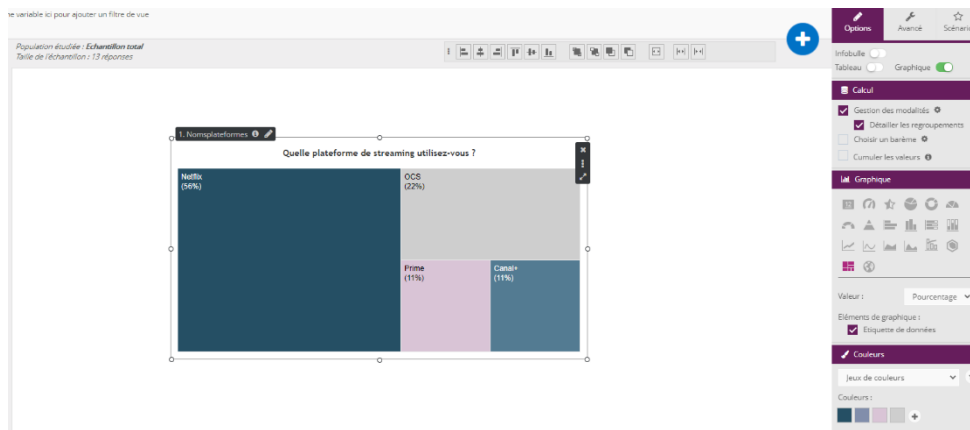 ne variable ici pour ajouter un filtre de vue
Population étudiée : Echantillon total
Taille de l'échantillon : 13 réponses
Options
Avancé
Scénario
Infobulle
Tableau
Graphique
Calcul
Gestion des modalités
Détailler les regroupements
Choisir un barème
Cumuler les valeurs
1. Nomsplateformes
Quelle plateforme de streaming utilisez-vous ?
Netflix
(56%)
OCS
(22%)
Prime
(11%)
Canal+
(11%)
Graphique
Valeur :
Pourcentage
Eléments de graphique :
Etiquette de données
Couleurs
Jeux de couleurs
Couleurs :